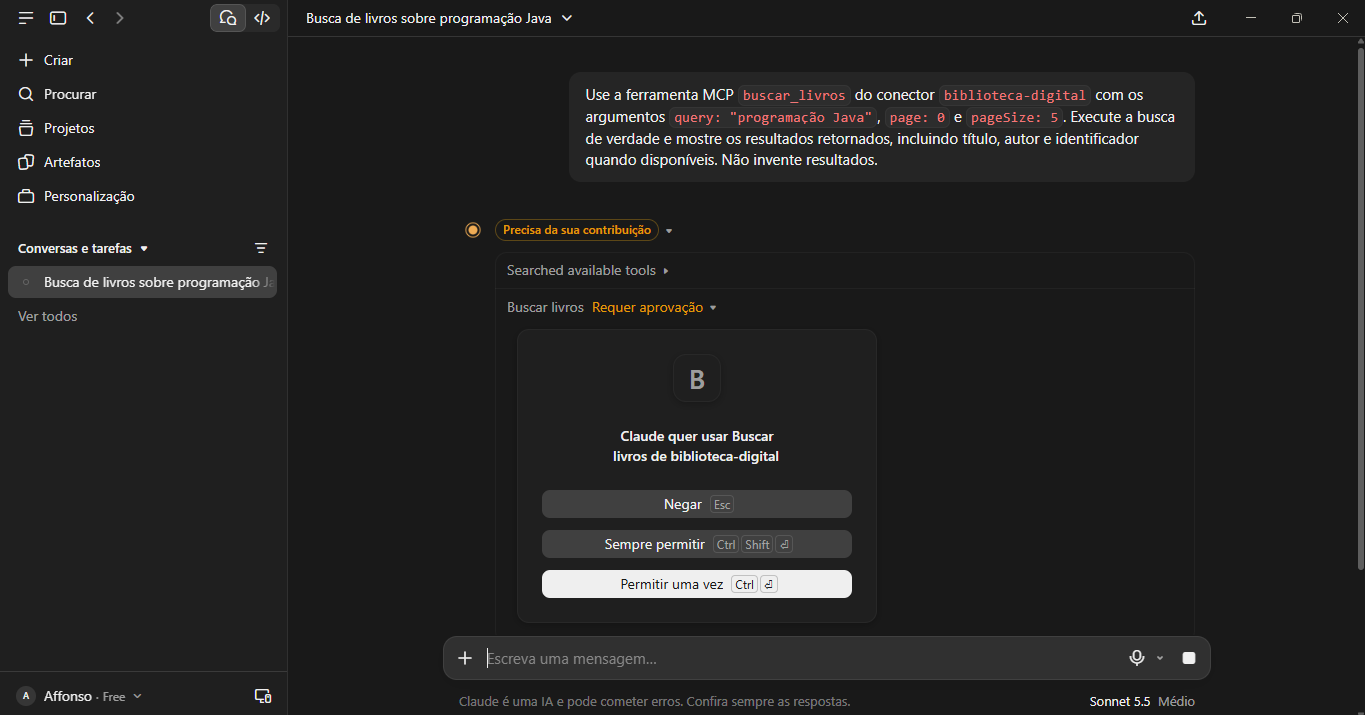 Busca de livros sobre programação Java
Criar
Procurar
Projetos
Artefatos
Personalização
Conversas e tarefas
Busca de livros sobre programação Ja
Ver todos
A Affonso · Free
Use a ferramenta MCP buscar_livros do conector biblioteca-digital com os
argumentos query: "programação Java", page: 0 e pageSize: 5. Execute a busca
de verdade e mostre os resultados retornados, incluindo título, autor e identificador
quando disponíveis. Não invente resultados.
Precisa da sua contribuição
Searched available tools
Buscar livros Requer aprovação
B
Claude quer usar Buscar
livros de biblioteca-digital
Negar Esc
Sempre permitir Ctrl Shift ⏎
Permitir uma vez Ctrl ⏎
Escreva uma mensagem...
Claude é uma IA e pode cometer erros. Confira sempre as respostas.
Sonnet 5.5 Médio